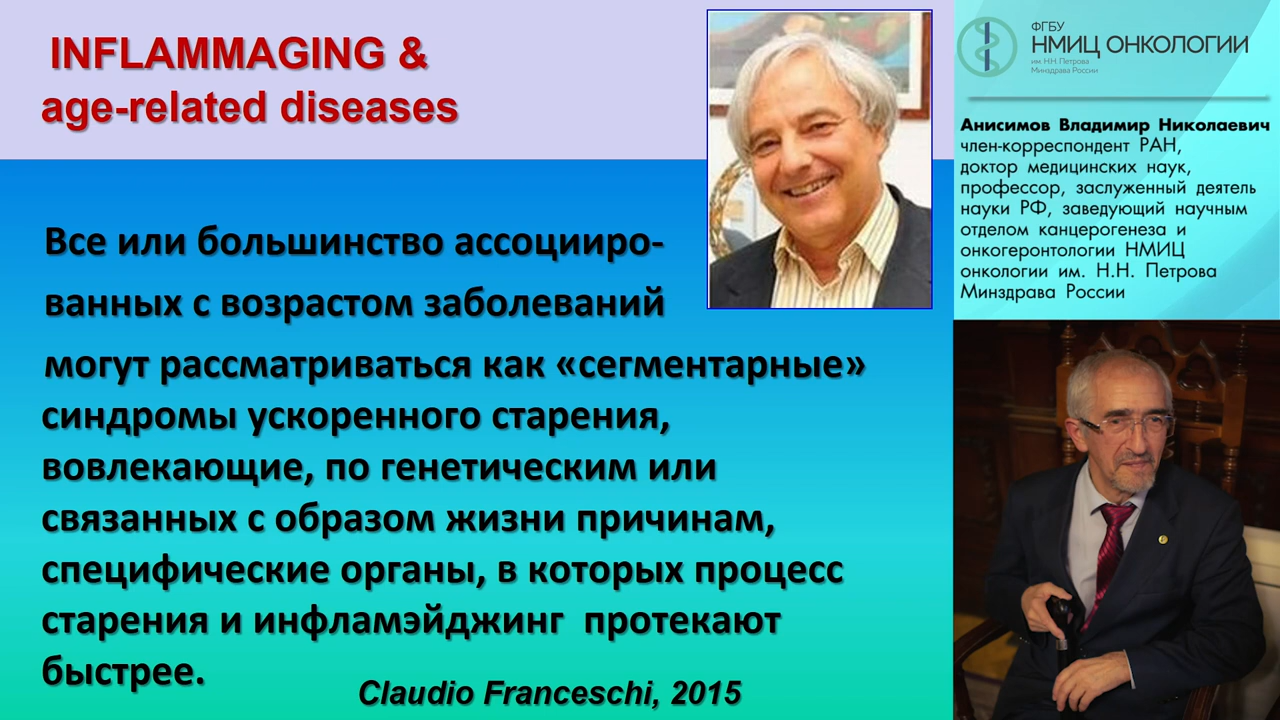 INFLAMMAGING &
age-related diseases
Все или большинство ассоцииро-
ванных с возрастом заболеваний
могут рассматриваться как «сегментарные»
синдромы ускоренного старения,
вовлекающие, по генетическим или
связанных с образом жизни причинам,
специфические органы, в которых процесс
старения и инфламэйджинг протекают
быстрее.
Claudio Franceschi, 2015
ФГБУ
НМИЦ ОНКОЛОГИИ
им. Н.Н. Петрова
Минздрава России
Анисимов Владимир Николаевич
член-корреспондент РАН,
доктор медицинских наук,
профессор, заслуженный деятель
науки РФ, заведующий научным
отделом канцерогенеза и
онкогеронтологии НМИЦ
онкологии им. Н.Н. Петрова
Минздрава России